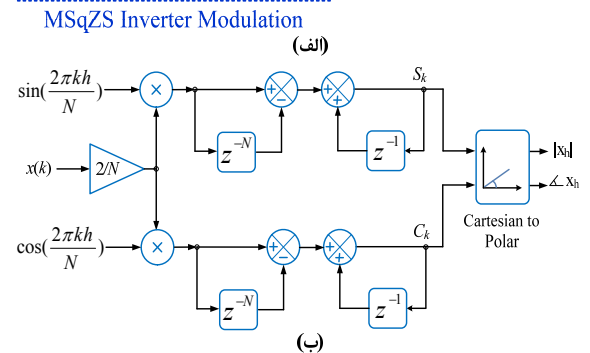 MSqZS Inverter Modulation
(الف)
sin(2πkh/N)
×
+
−
+
+
S_k
z^{-N}
z^{-1}
x(k)
2/N
|x_h|
∡x_h
Cartesian to
Polar
cos(2πkh/N)
×
+
−
+
+
C_k
z^{-N}
z^{-1}
(ب)